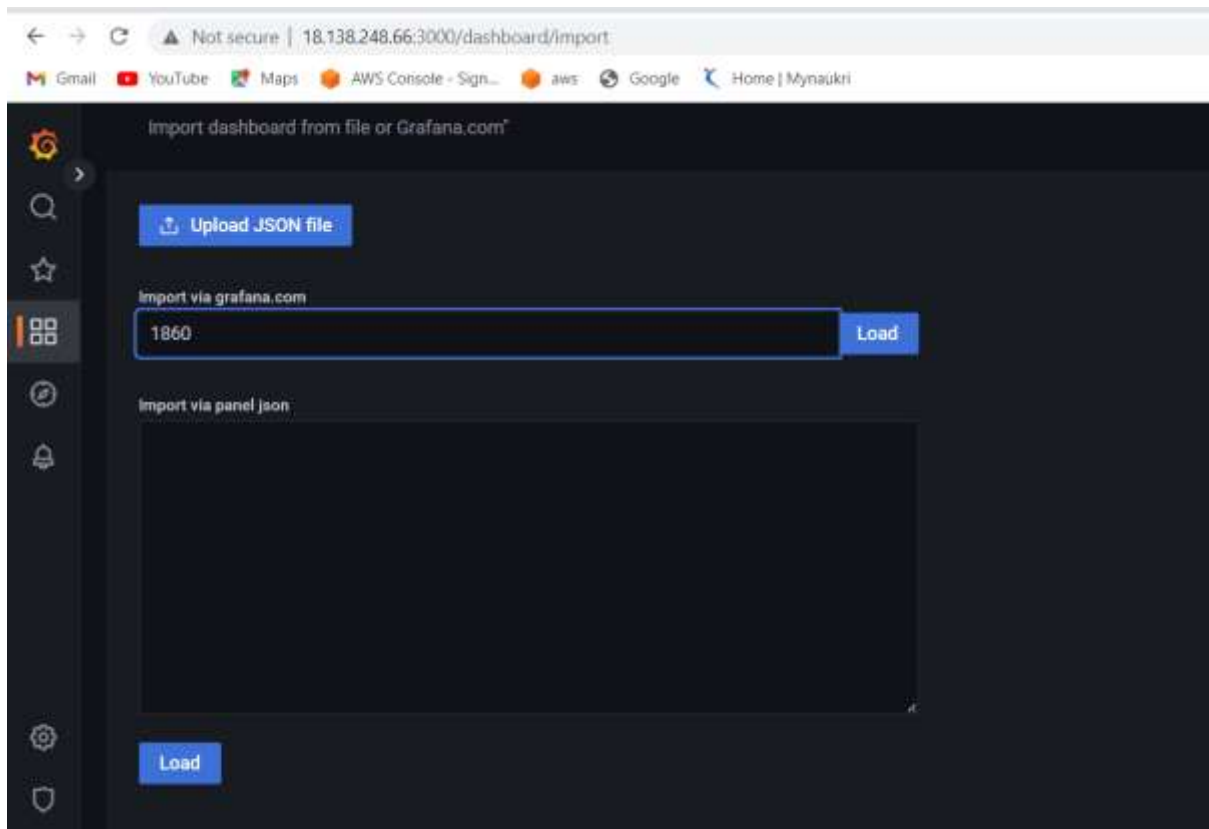 Not secure | 18.138.248.66:3000/dashboard/import
Gmail YouTube Maps AWS Console - Sign... aws Google Home | Mynaukri
Import dashboard from file or Grafana.com"
Upload JSON file
Import via grafana.com
1860 Load
Import via panel json
Load